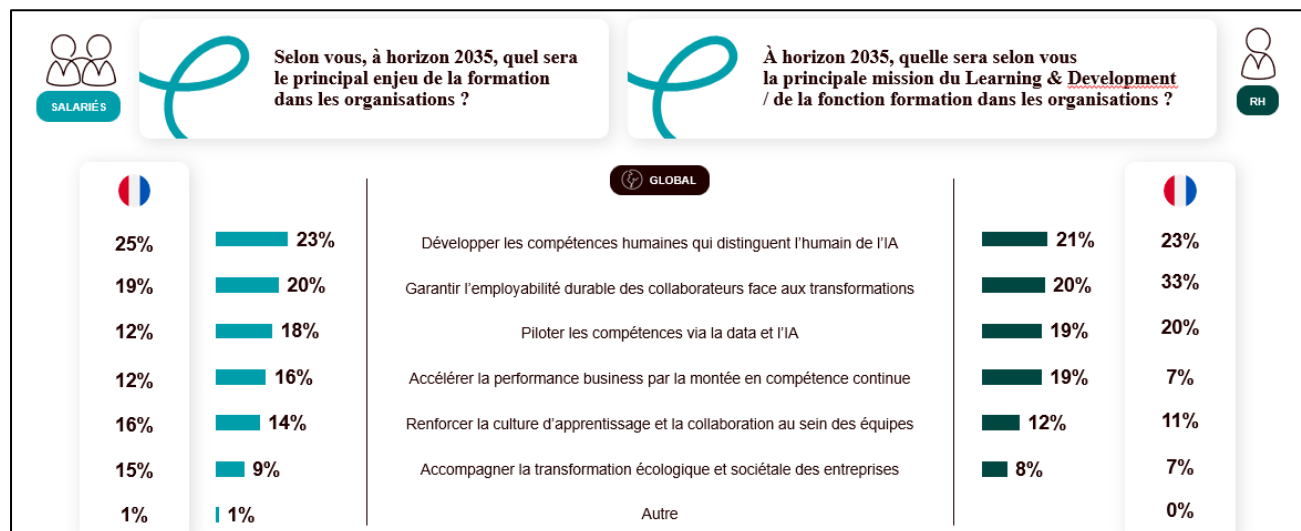 Selon vous, à horizon 2035, quel sera
le principal enjeu de la formation
dans les organisations ?
À horizon 2035, quelle sera selon vous
la principale mission du Learning & Development
/ de la fonction formation dans les organisations ?
SALARIÉS
RH
GLOBAL
25% 23% Développer les compétences humaines qui distinguent l’humain de l’IA 21% 23%
19% 20% Garantir l’employabilité durable des collaborateurs face aux transformations 20% 33%
12% 18% Piloter les compétences via la data et l’IA 19% 20%
12% 16% Accélérer la performance business par la montée en compétence continue 19% 7%
16% 14% Renforcer la culture d’apprentissage et la collaboration au sein des équipes 12% 11%
15% 9% Accompagner la transformation écologique et sociétale des entreprises 8% 7%
1% 1% Autre 0%